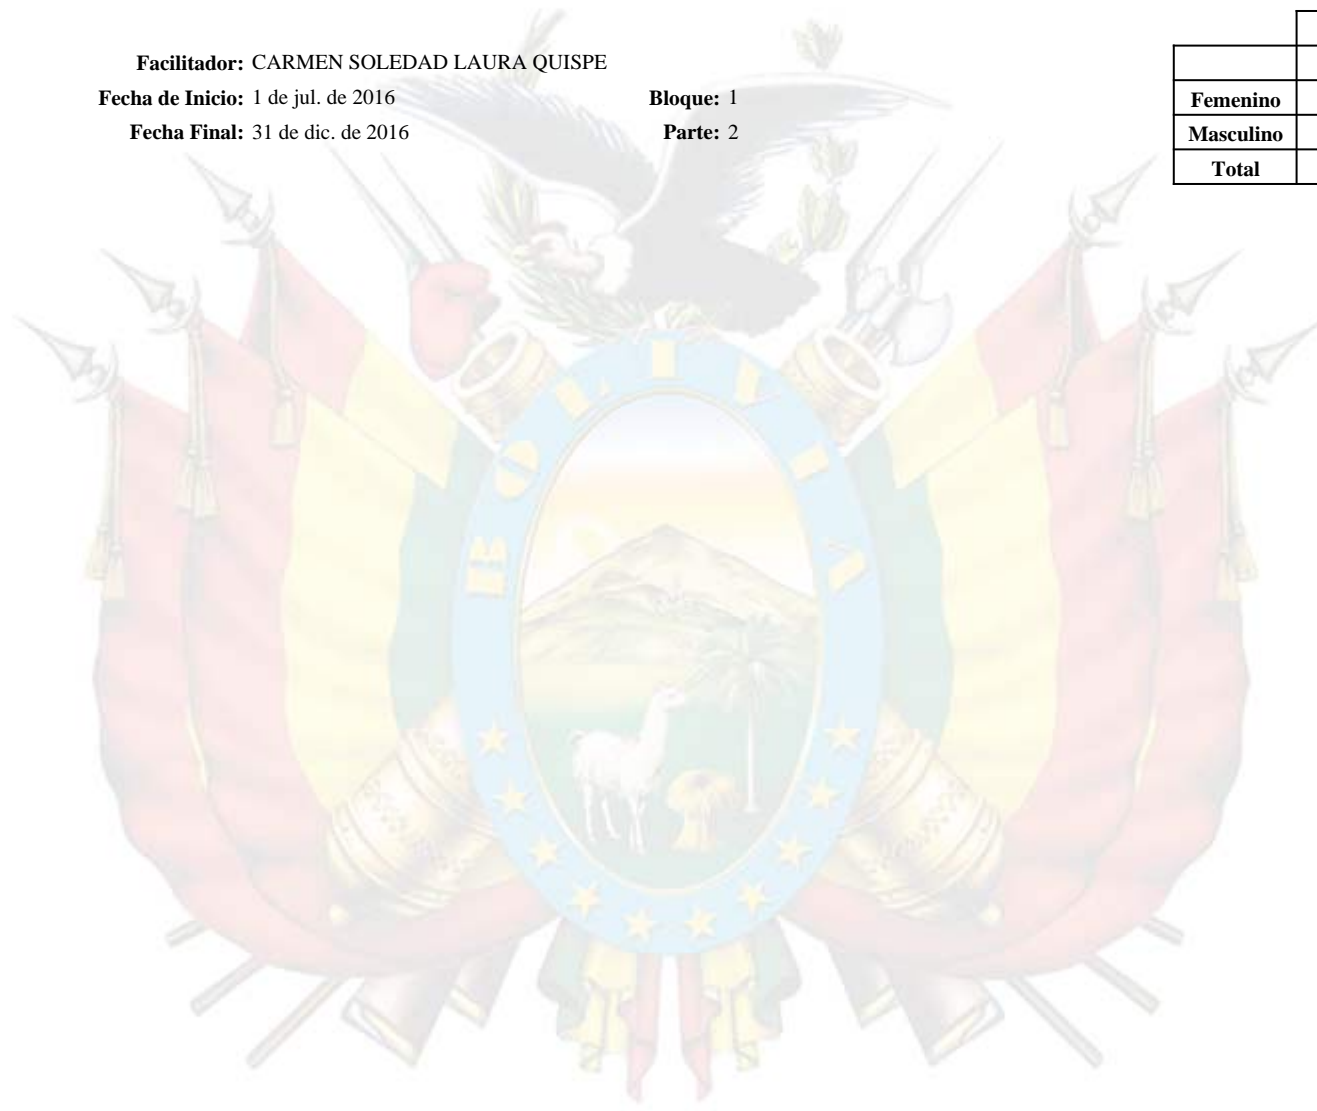 Facilitador: CARMEN SOLEDAD LAURA QUISPE
Fecha de Inicio: 1 de jul. de 2016 Bloque: 1
Fecha Final: 31 de dic. de 2016 Parte: 2
Femenino
Masculino
Total
BOLIVIA